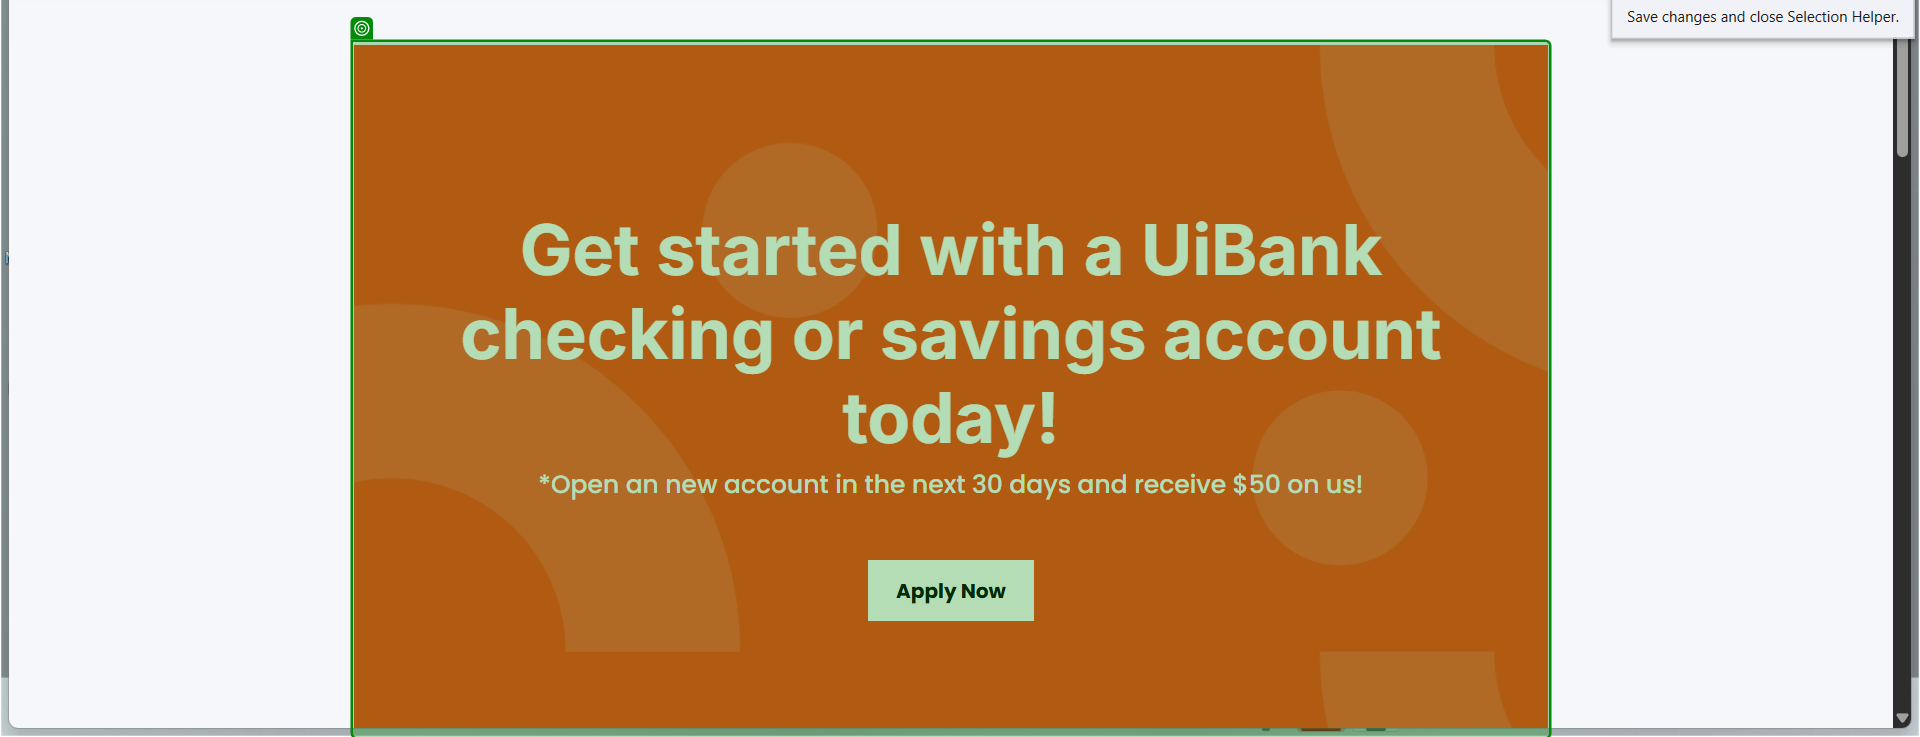 Save changes and close Selection Helper.
Get started with a UiBank
checking or savings account
today!
*Open an new account in the next 30 days and receive $50 on us!
Apply Now